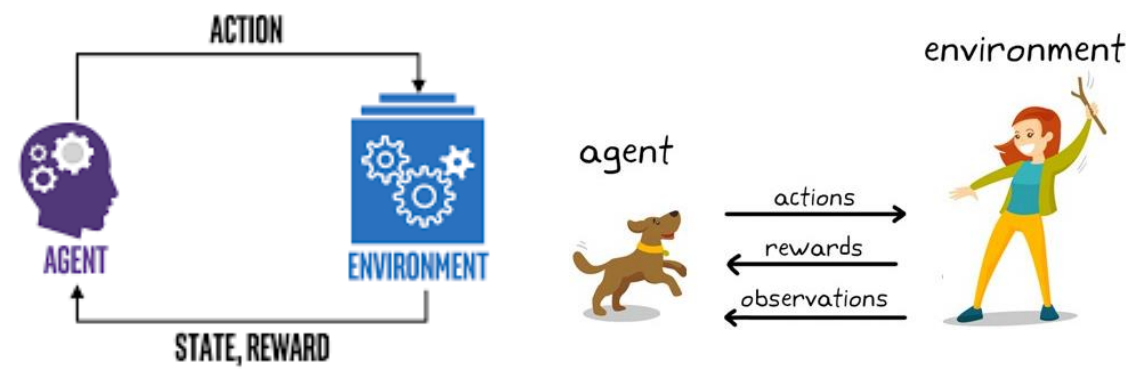 ACTION
AGENT
ENVIRONMENT
STATE, REWARD
environment
agent
actions
rewards
observations